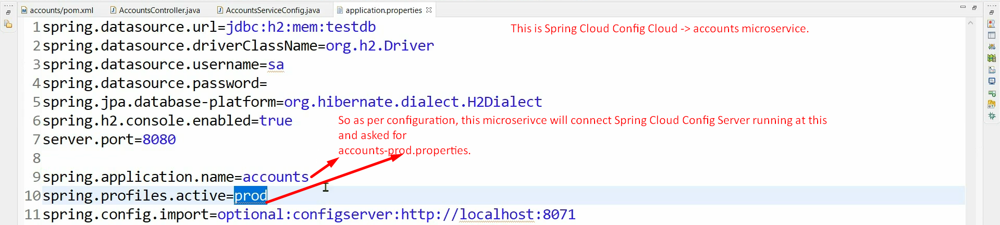 accounts/pom.xml AccountsController.java AccountsServiceConfig.java application.properties
1 spring.datasource.url=jdbc:h2:mem:testdb
This is Spring Cloud Config Cloud -> accounts microservice.
2 spring.datasource.driverClassName=org.h2.Driver
3 spring.datasource.username=sa
4 spring.datasource.password=
5 spring.jpa.database-platform=org.hibernate.dialect.H2Dialect
6 spring.h2.console.enabled=true
So as per configuration, this microserivce will connect Spring Cloud Config Server running at this
and asked for
7 server.port=8080
accounts-prod.properties.
8
9 spring.application.name=accounts
10 spring.profiles.active=prod
11 spring.config.import=optional:configserver:http://localhost:8071